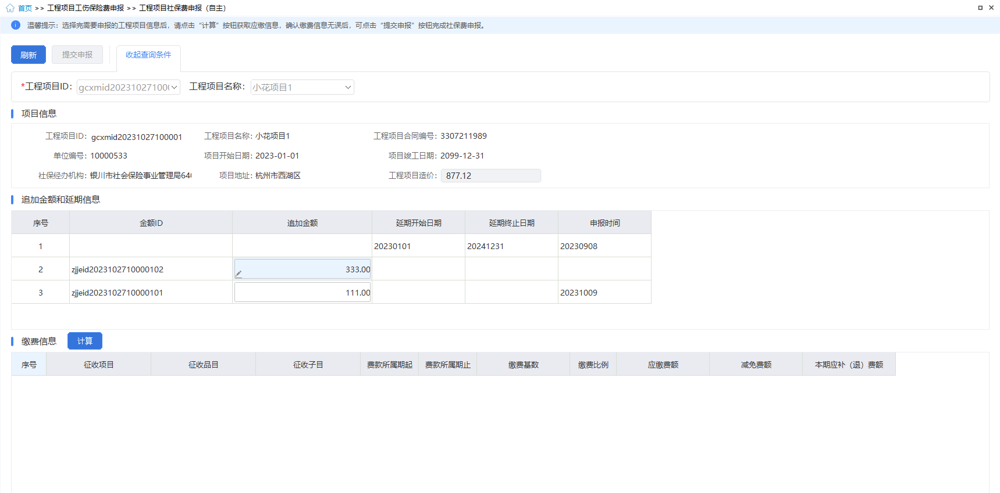 首页 >> 工程项目工伤保险费申报 >> 工程项目社保费申报（自主）
温馨提示：选择完需要申报的工程项目信息后，请点击“计算”按钮获取应缴信息，确认缴费信息无误后，可点击“提交申报”按钮完成社保费申报。
刷新 提交申报 收起查询条件
*工程项目ID： gcxmid20231027100 工程项目名称： 小花项目1
项目信息
工程项目ID： gcxmid20231027100001 工程项目名称： 小花项目1 工程项目合同编号： 3307211989
单位编号： 10000533 项目开始日期： 2023-01-01 项目竣工日期： 2099-12-31
社保经办机构： 银川市社会保险事业管理局64 项目地址： 杭州市西湖区 工程项目造价： 877.12
追加金额和延期信息
序号 金额ID 追加金额 延期开始日期 延期终止日期 申报时间
1 20230101 20241231 20230908
2 zjjeid2023102710000102 333.00
3 zjjeid2023102710000101 111.00 20231009
缴费信息 计算
序号 征收项目 征收品目 征收子目 费款所属期起 费款所属期止 缴费基数 缴费比例 应缴费额 减免费额 本期应补（退）费额